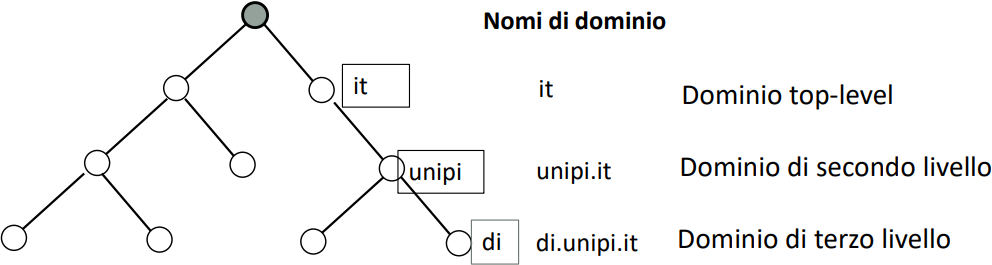 Nomi di dominio
it it Dominio top-level
unipi unipi.it Dominio di secondo livello
di di.unipi.it Dominio di terzo livello